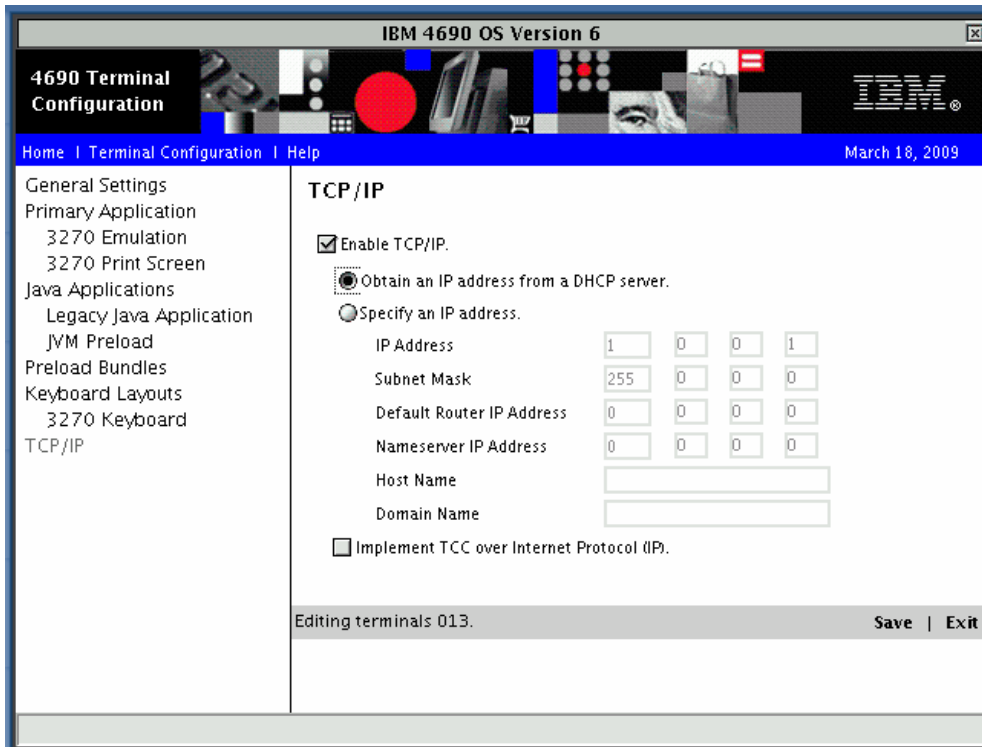 IBM 4690 OS Version 6
4690 Terminal
Configuration
IBM®
Home | Terminal Configuration | Help
March 18, 2009
General Settings
Primary Application
3270 Emulation
3270 Print Screen
Java Applications
Legacy Java Application
JVM Preload
Preload Bundles
Keyboard Layouts
3270 Keyboard
TCP/IP
TCP/IP
Enable TCP/IP.
Obtain an IP address from a DHCP server.
Specify an IP address.
IP Address 1 0 0 1
Subnet Mask 255 0 0 0
Default Router IP Address 0 0 0 0
Nameserver IP Address 0 0 0 0
Host Name
Domain Name
Implement TCC over Internet Protocol (IP).
Editing terminals 013.
Save | Exit